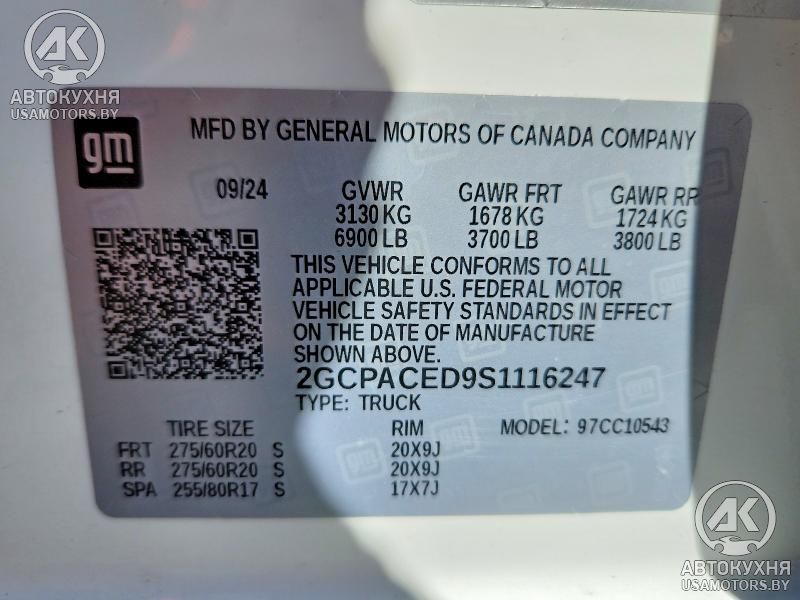 АВТОКУХНЯ
USAMOTORS.BY
gm
MFD BY GENERAL MOTORS OF CANADA COMPANY
09/24 GVWR GAWR FRT GAWR RR
3130 KG 1678 KG 1724 KG
6900 LB 3700 LB 3800 LB
THIS VEHICLE CONFORMS TO ALL
APPLICABLE U.S. FEDERAL MOTOR
VEHICLE SAFETY STANDARDS IN EFFECT
ON THE DATE OF MANUFACTURE
SHOWN ABOVE.
2GCPACED9S1116247
TYPE: TRUCK
TIRE SIZE RIM MODEL: 97CC10543
FRT 275/60R20 S 20X9J
RR 275/60R20 S 20X9J
SPA 255/80R17 S 17X7J
АВТОКУХНЯ
USAMOTORS.BY